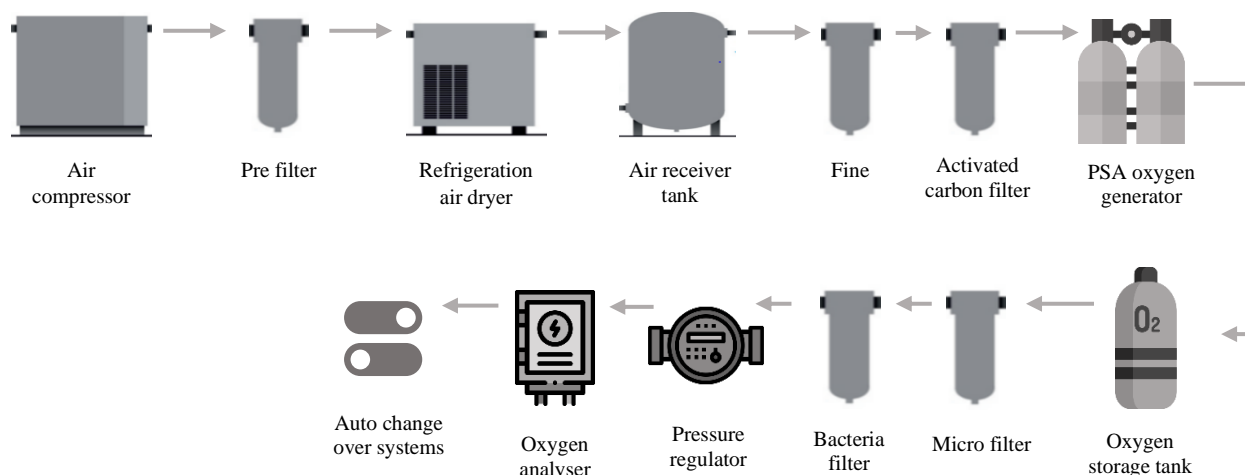 Air
compressor
Pre filter
Refrigeration
air dryer
Air receiver
tank
Fine
Activated
carbon filter
PSA oxygen
generator
O2
Auto change
over systems
Oxygen
analyser
Pressure
regulator
Bacteria
filter
Micro filter
Oxygen
storage tank